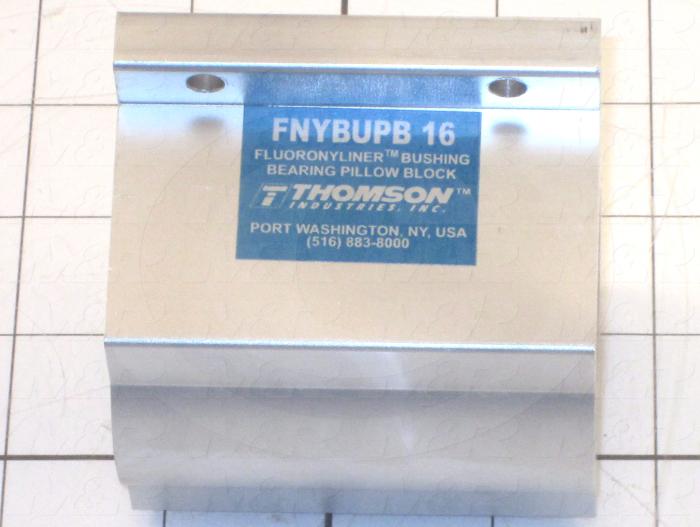 FNYBUPB 16
FLUORONYLINER™ BUSHING
BEARING PILLOW BLOCK
THOMSON™
INDUSTRIES, INC.
PORT WASHINGTON, NY, USA
(516) 883-8000